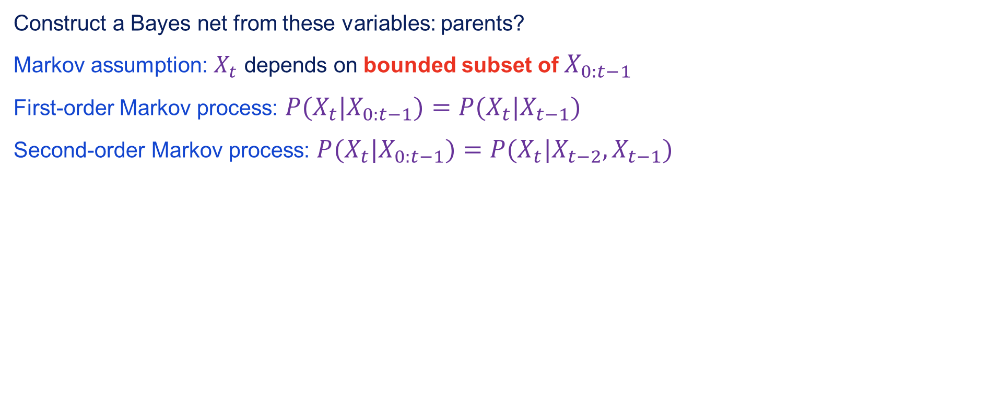 Construct a Bayes net from these variables: parents?
Markov assumption: $X_t$ depends on bounded subset of $X_{0:t-1}$
First-order Markov process: $P(X_t|X_{0:t-1}) = P(X_t|X_{t-1})$
Second-order Markov process: $P(X_t|X_{0:t-1}) = P(X_t|X_{t-2}, X_{t-1})$